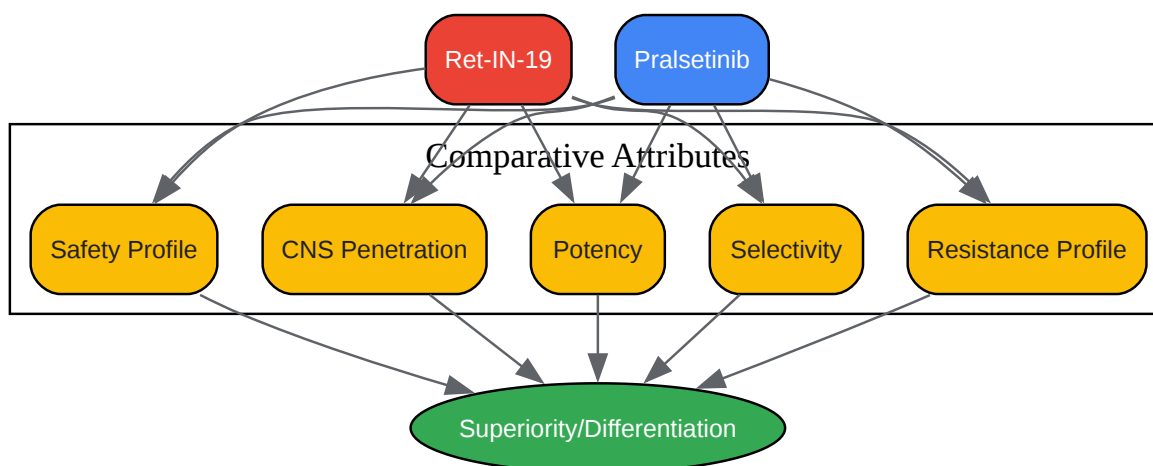 Ret-IN-19
Pralsetinib
Comparative Attributes
Safety Profile
CNS Penetration
Potency
Selectivity
Resistance Profile
Superiority/Differentiation